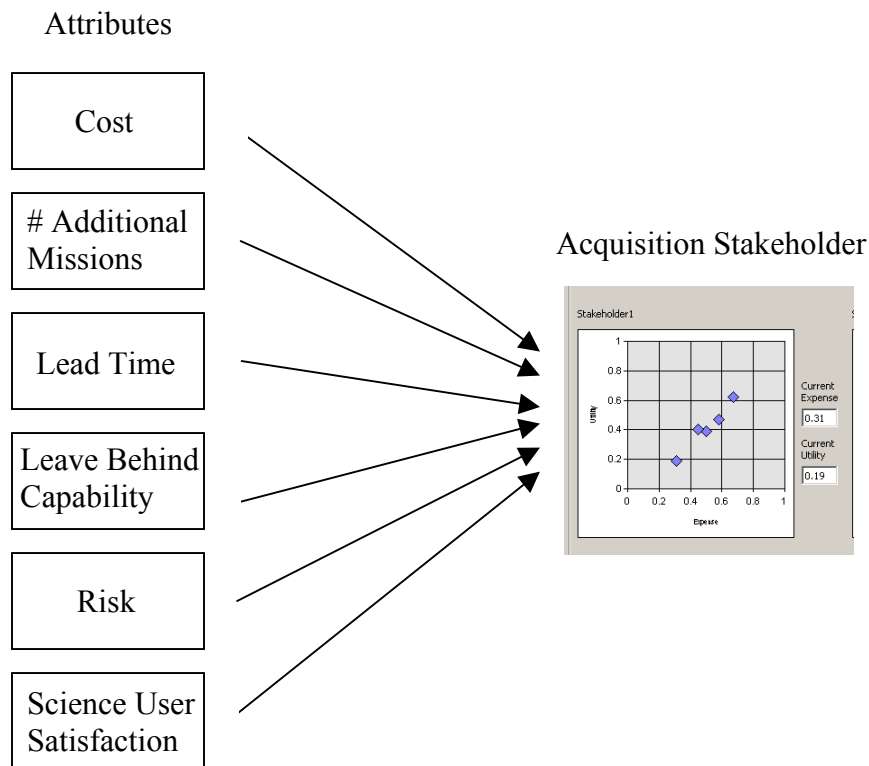 Attributes
Cost
# Additional
Missions
Lead Time
Leave Behind
Capability
Risk
Science User
Satisfaction
Acquisition Stakeholder
Stakeholder1
1
0.8
0.6
0.4
0.2
0
Utility
0
0.2
0.4
0.6
0.8
1
Expense
Current
Expense
0.31
Current
Utility
0.19